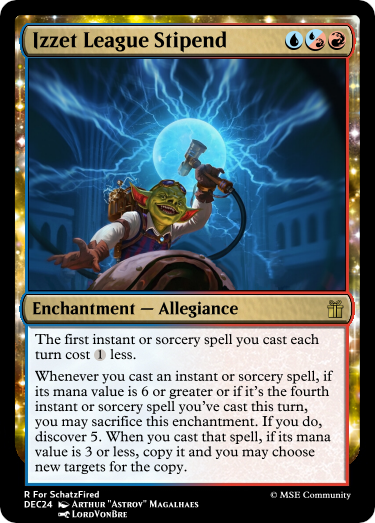 Izzet League Stipend
Enchantment — Allegiance
The first instant or sorcery spell you cast each
turn cost 1 less.
Whenever you cast an instant or sorcery spell, if
its mana value is 6 or greater or if it's the fourth
instant or sorcery spell you've cast this turn,
you may sacrifice this enchantment. If you do,
discover 5. When you cast that spell, if its mana
value is 3 or less, copy it and you may choose
new targets for the copy.
R For SchatzFired
DEC24 Arthur "Astrov" Magalhaes
LordVonBre
© MSE Community